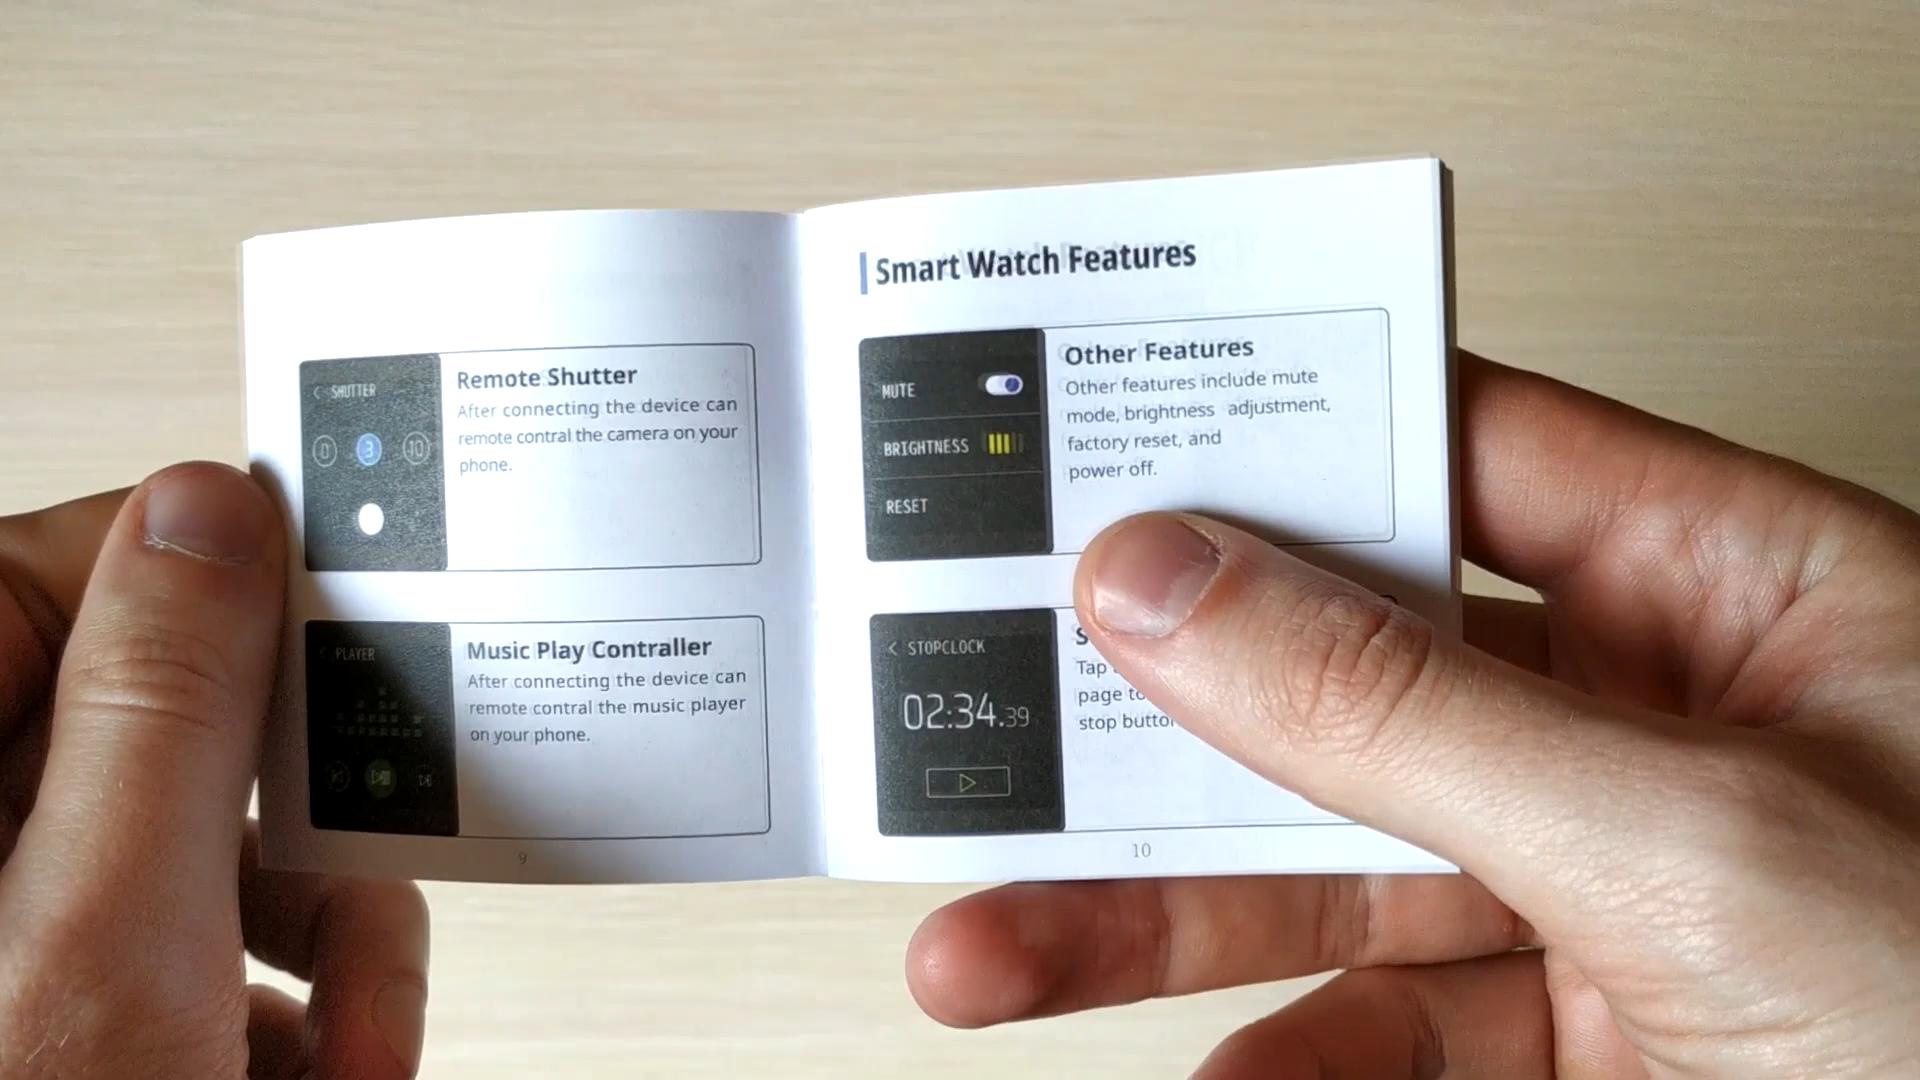 < SHUTTER
0 3 10
Remote Shutter
After connecting the device can
remote contral the camera on your
phone.
< PLAYER
Music Play Contraller
After connecting the device can
remote contral the music player
on your phone.
9
Smart Watch Features
MUTE
BRIGHTNESS
RESET
Other Features
Other features include mute
mode, brightness adjustment,
factory reset, and
power off.
< STOPCLOCK
02:34.39
Tap
page to
stop
10